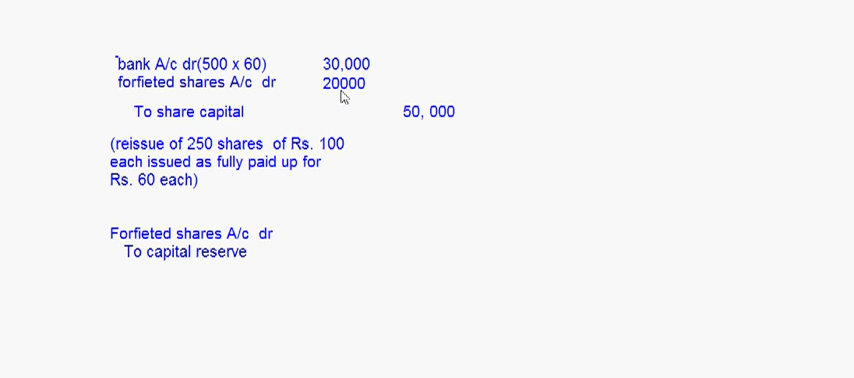 bank A/c dr(500 x 60) 30,000
forfieted shares A/c dr 20000
To share capital 50, 000
(reissue of 250 shares of Rs. 100
each issued as fully paid up for
Rs. 60 each)
Forfieted shares A/c dr
To capital reserve